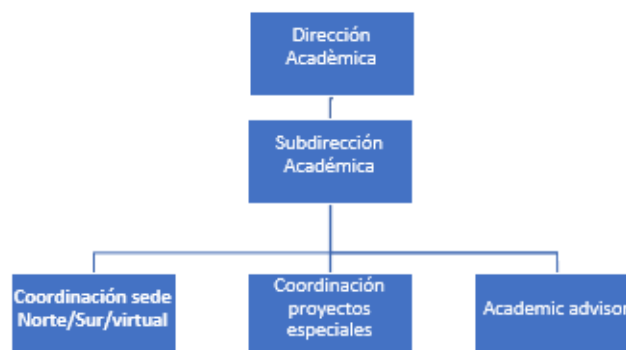 Dirección
Acadèmica
Subdirección
Académica
Coordinación sede
Norte/Sur/virtual
Coordinación
proyectos
especiales
Academic advisor